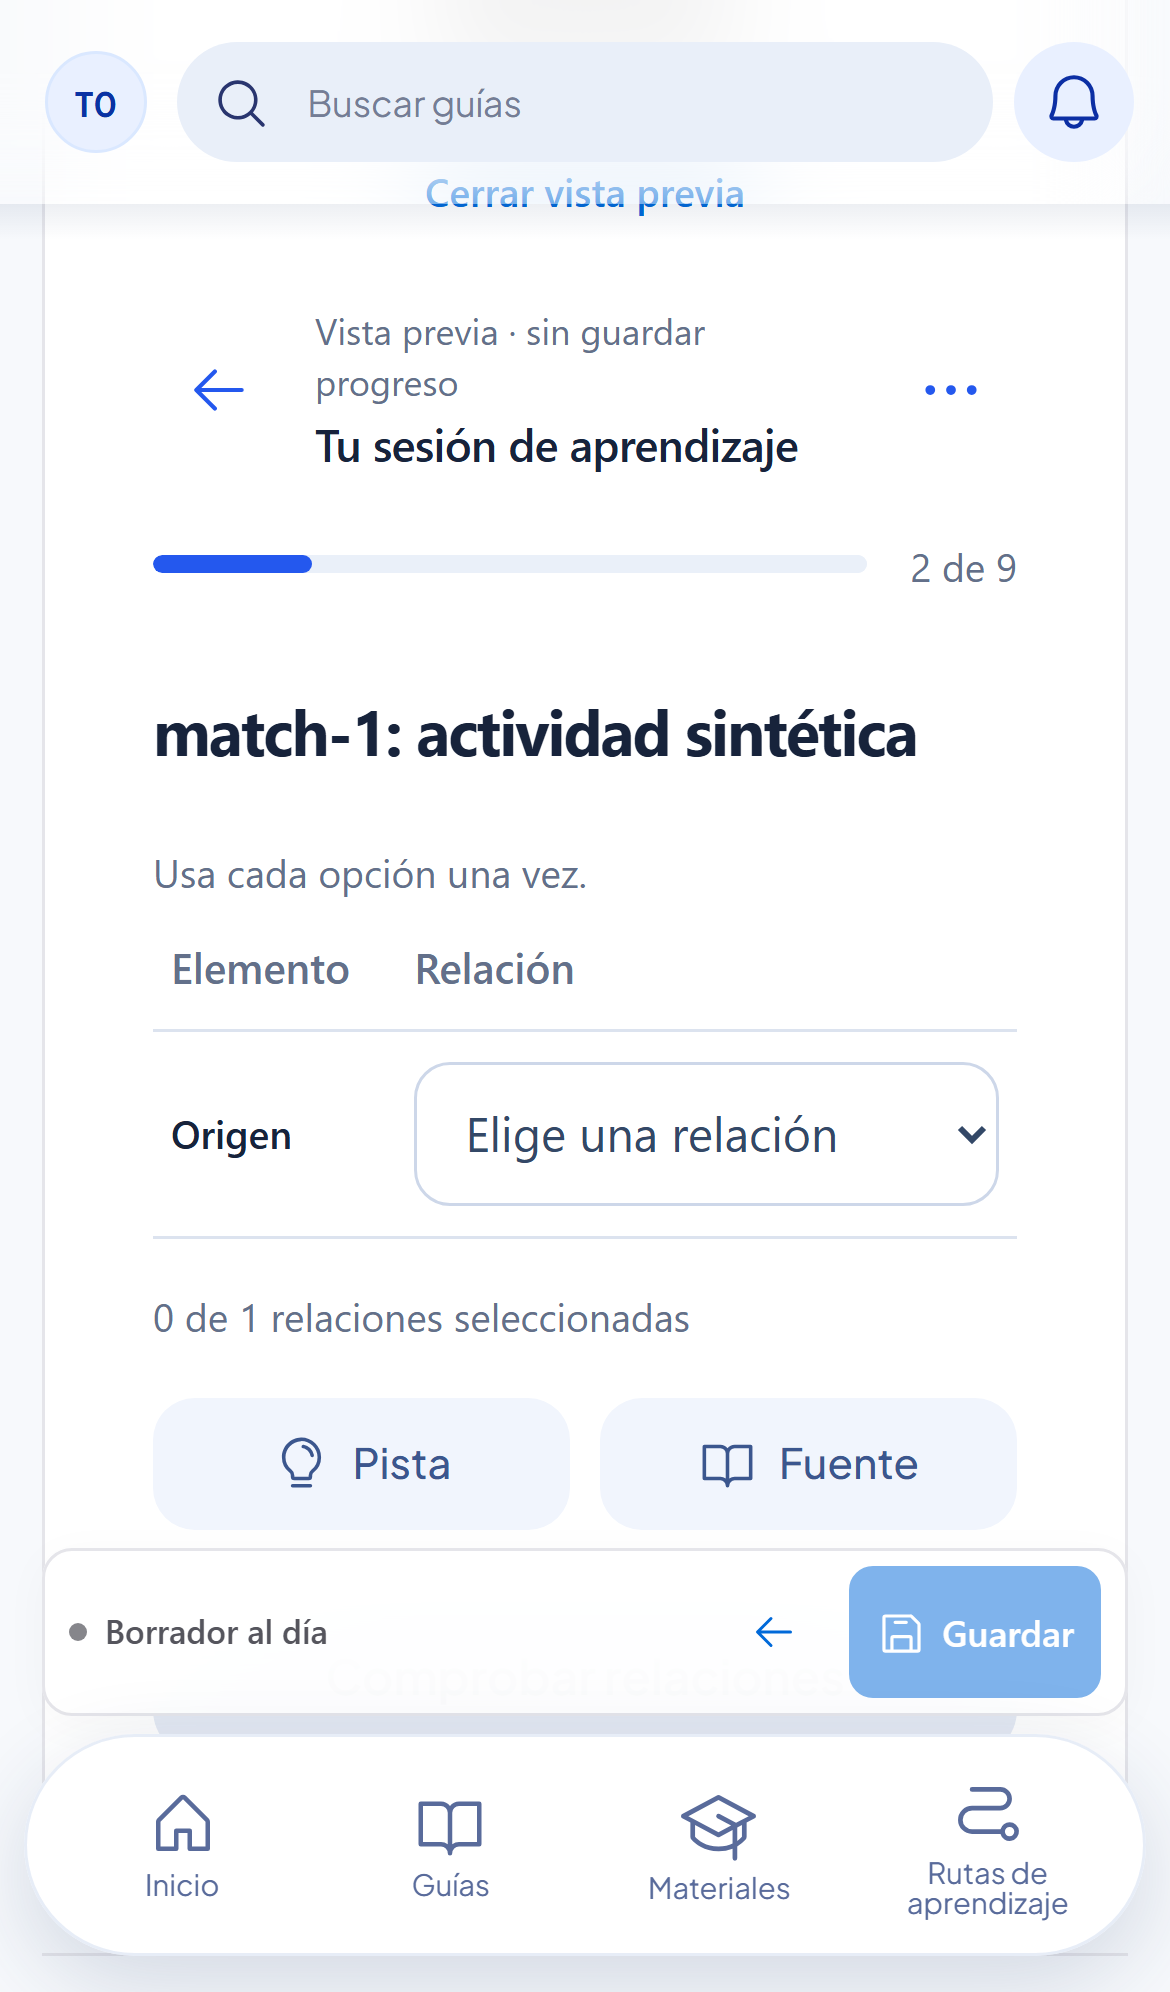 TO
Buscar guías
Cerrar vista previa
Vista previa · sin guardar
progreso
Tu sesión de aprendizaje
2 de 9
match-1: actividad sintética
Usa cada opción una vez.
Elemento Relación
Origen
Elige una relación
0 de 1 relaciones seleccionadas
Pista
Fuente
Borrador al día
Guardar
Comprobar relaciones
Inicio
Guías
Materiales
Rutas de
aprendizaje